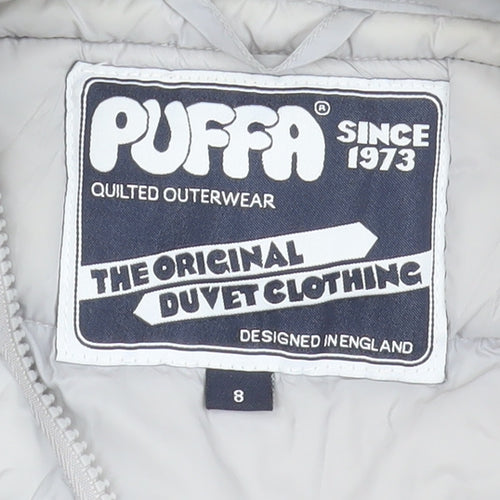 PUFFA®
SINCE
1973
QUILTED OUTERWEAR
THE ORIGINAL
DUVET CLOTHING
DESIGNED IN ENGLAND
8